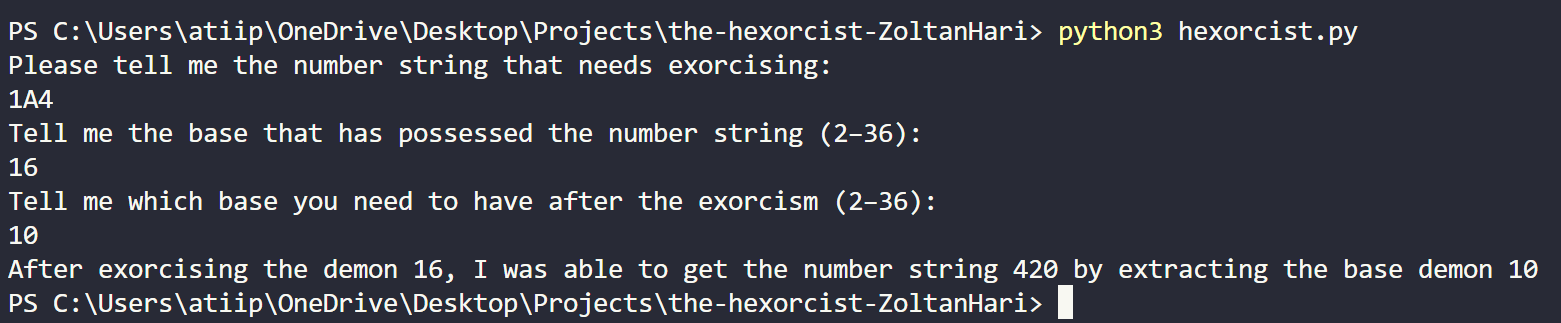 PS C:\Users\atiip\OneDrive\Desktop\Projects\the-hexorcist-ZoltanHari> python3 hexorcist.py
Please tell me the number string that needs exorcising:
1A4
Tell me the base that has possessed the number string (2–36):
16
Tell me which base you need to have after the exorcism (2–36):
10
After exorcising the demon 16, I was able to get the number string 420 by extracting the base demon 10
PS C:\Users\atiip\OneDrive\Desktop\Projects\the-hexorcist-ZoltanHari>